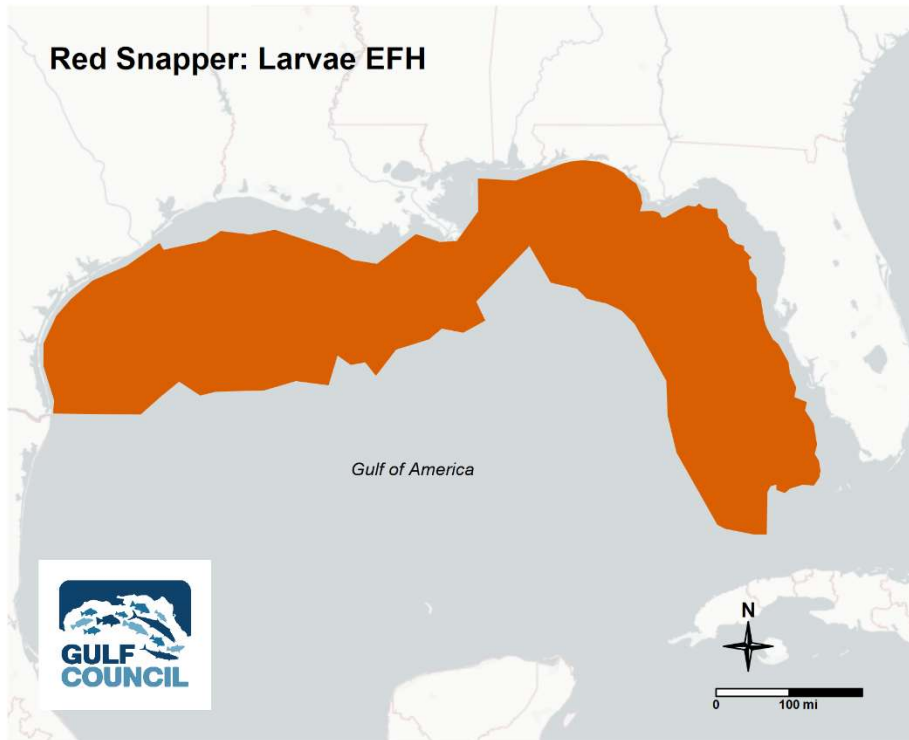 Red Snapper: Larvae EFH
Gulf of America
GULF
COUNCIL
N
0 100 mi